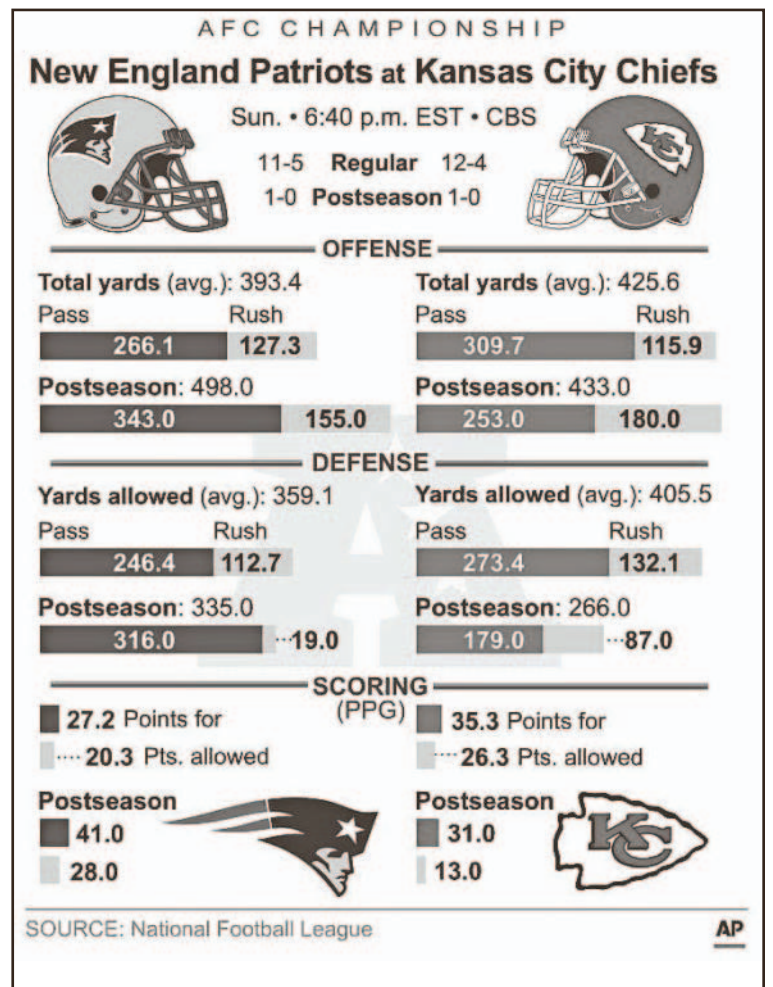 AFC CHAMPIONSHIP
New England Patriots at Kansas City Chiefs
Sun. • 6:40 p.m. EST • CBS
11-5 Regular 12-4
1-0 Postseason 1-0
OFFENSE
Total yards (avg.): 393.4
Pass Rush
266.1 127.3
Postseason: 498.0
343.0 155.0
Total yards (avg.): 425.6
Pass Rush
309.7 115.9
Postseason: 433.0
253.0 180.0
DEFENSE
Yards allowed (avg.): 359.1
Pass Rush
246.4 112.7
Postseason: 335.0
316.0 19.0
Yards allowed (avg.): 405.5
Pass Rush
273.4 132.1
Postseason: 266.0
179.0 87.0
SCORING
(PPG)
27.2 Points for
20.3 Pts. allowed
Postseason
41.0
28.0
35.3 Points for
26.3 Pts. allowed
Postseason
31.0
13.0
KC
SOURCE: National Football League
AP